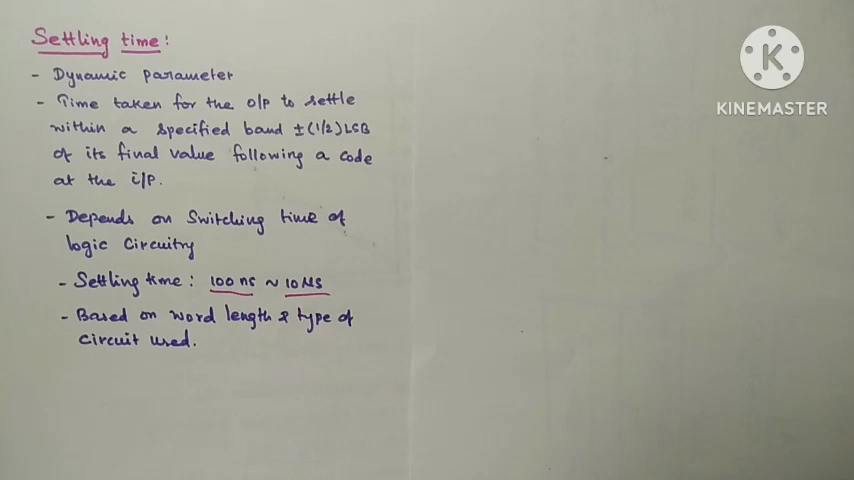 Settling time:
- Dynamic parameter
- Time taken for the O/P to settle
within a specified band ±(1/2) LSB
of its final value following a code
at the i/P.
- Depends on switching time of
logic circuitry
- Settling time: 100 ns ~ 10 μs
- Based on word length & type of
circuit used.
K
KINEMASTER